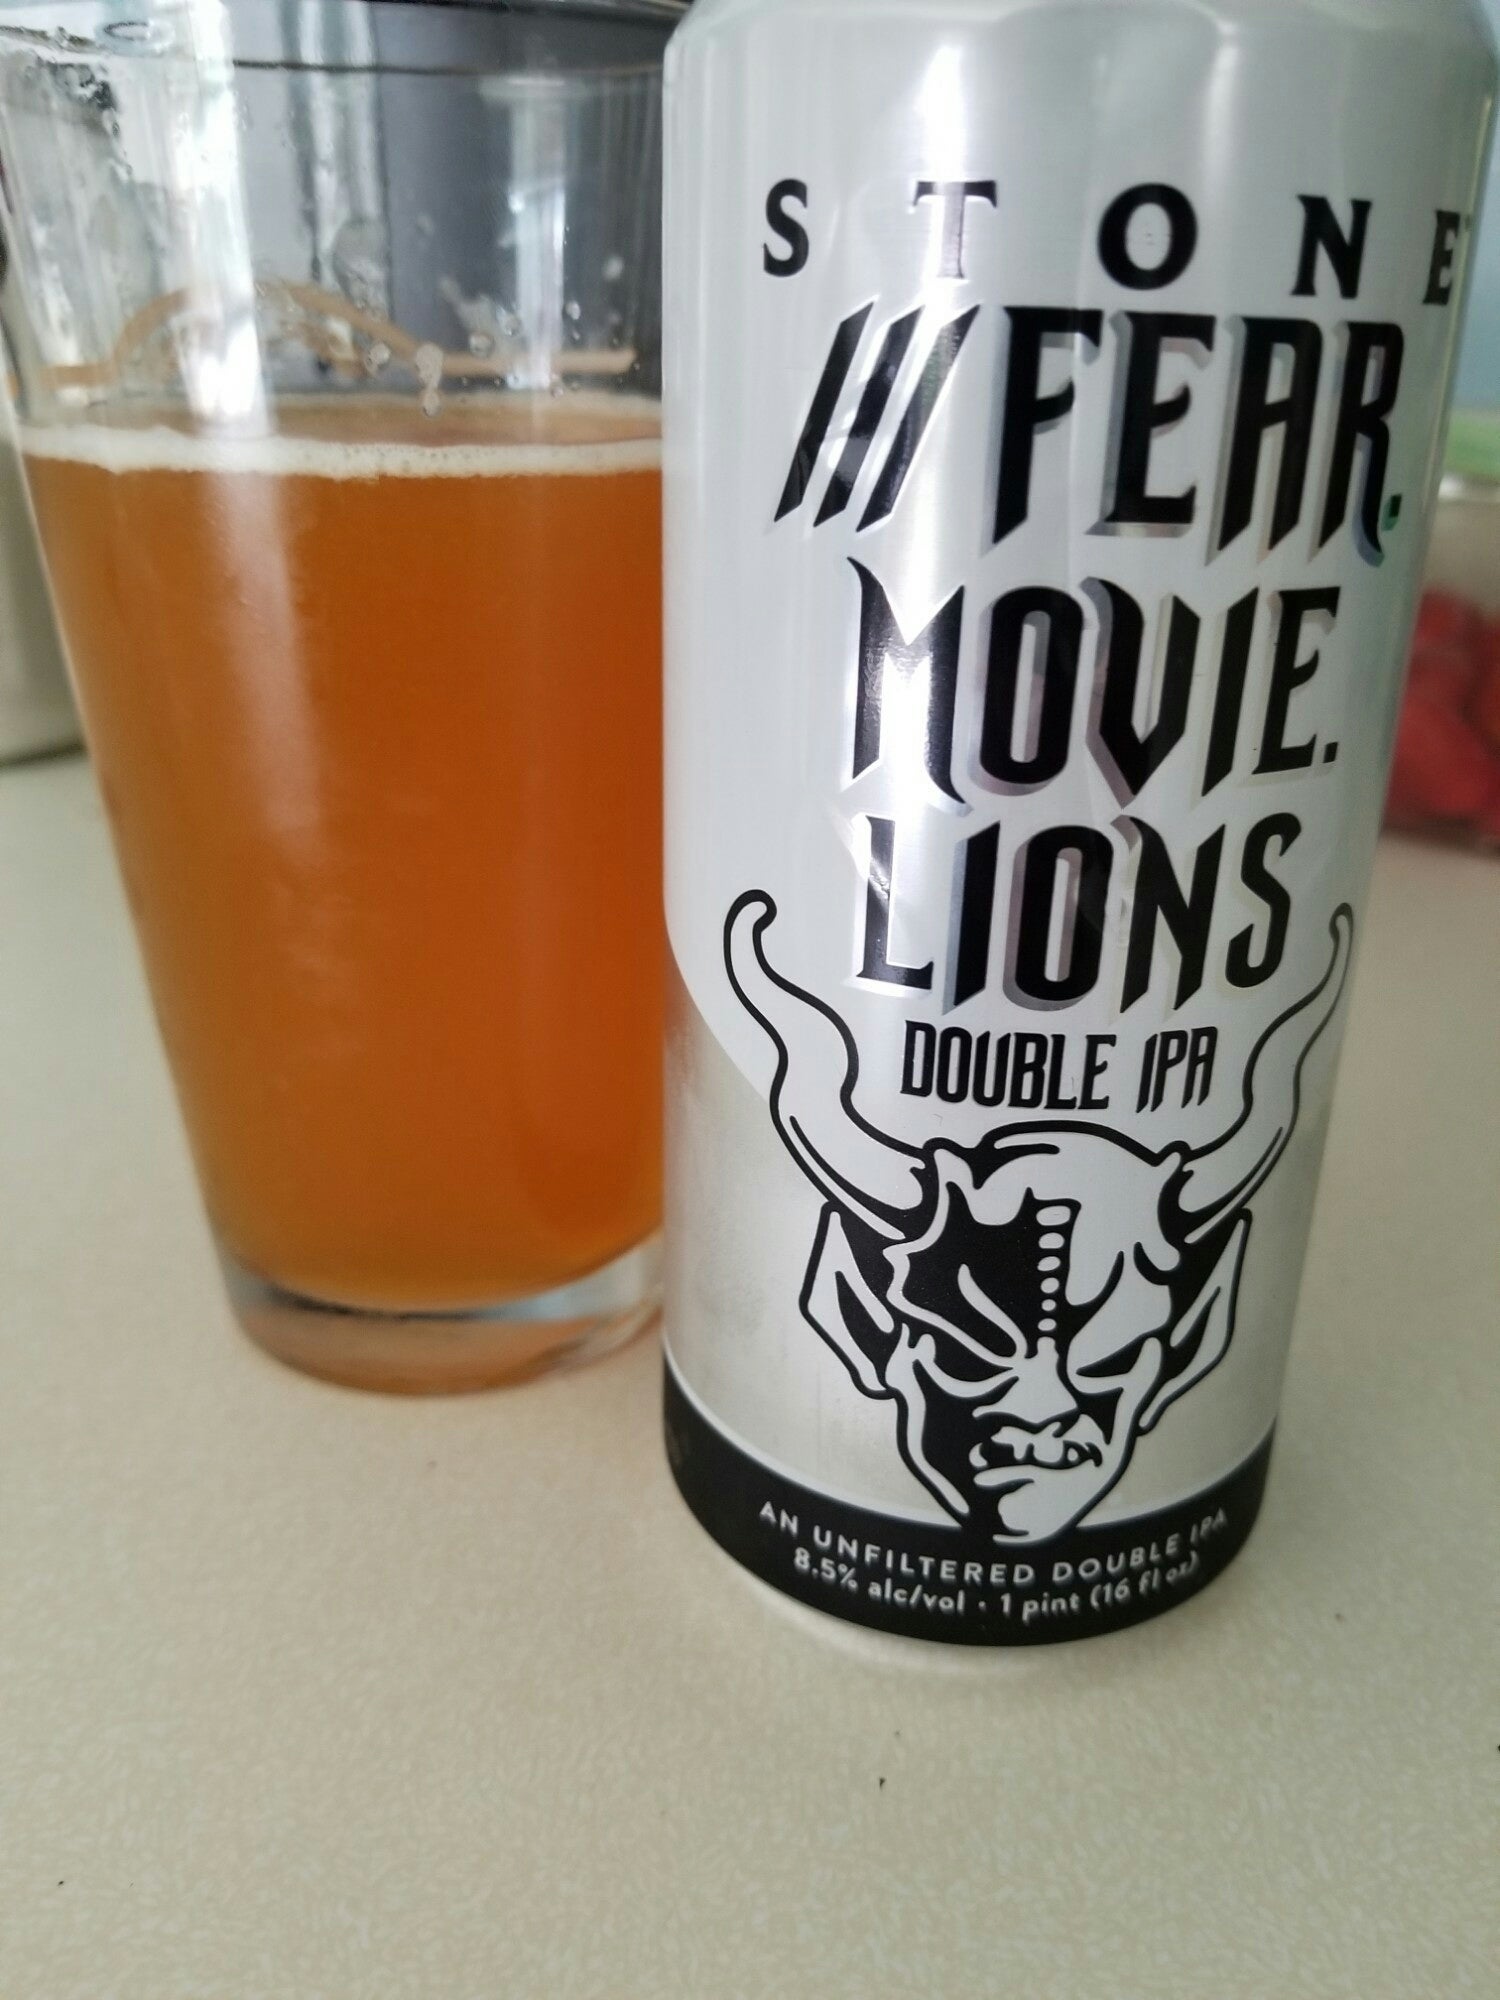 STONE
///FEAR.
MOVIE.
LIONS
DOUBLE IPA
AN UNFILTERED DOUBLE IPA
8.5% alc/vol · 1 pint (16 fl oz)